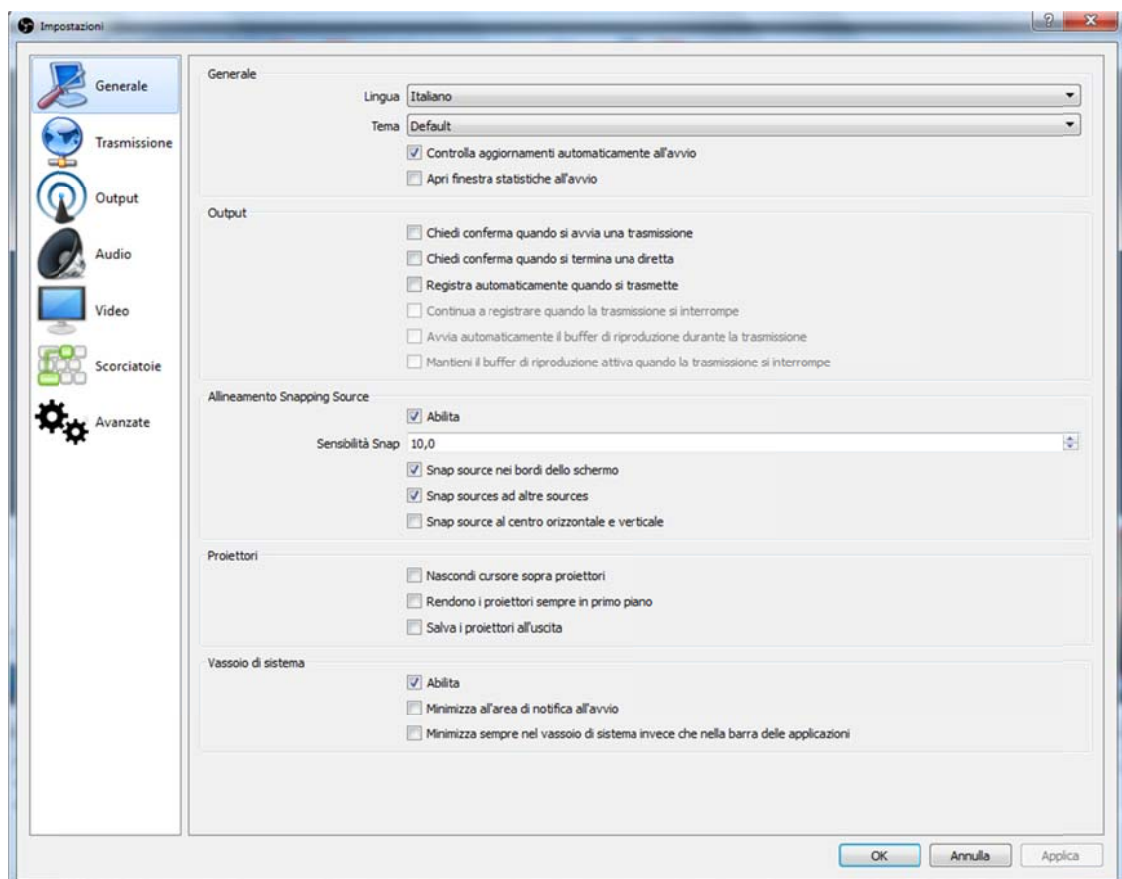 Impostazioni
Generale
Trasmissione
Output
Audio
Video
Scorciatoie
Avanzate
Generale
Lingua Italiano
Tema Default
Controlla aggiornamenti automaticamente all'avvio
Apri finestra statistiche all'avvio
Output
Chiedi conferma quando si avvia una trasmissione
Chiedi conferma quando si termina una diretta
Registra automaticamente quando si trasmette
Continua a registrare quando la trasmissione si interrompe
Avvia automaticamente il buffer di riproduzione durante la trasmissione
Mantieni il buffer di riproduzione attiva quando la trasmissione si interrompe
Allineamento Snapping Source
Abilita
Sensibilità Snap 10,0
Snap source nei bordi dello schermo
Snap sources ad altre sources
Snap source al centro orizzontale e verticale
Proiettori
Nascondi cursore sopra proiettori
Rendono i proiettori sempre in primo piano
Salva i proiettori all'uscita
Vassoio di sistema
Abilita
Minimizza all'area di notifica all'avvio
Minimizza sempre nel vassoio di sistema invece che nella barra delle applicazioni
OK Annulla Applica